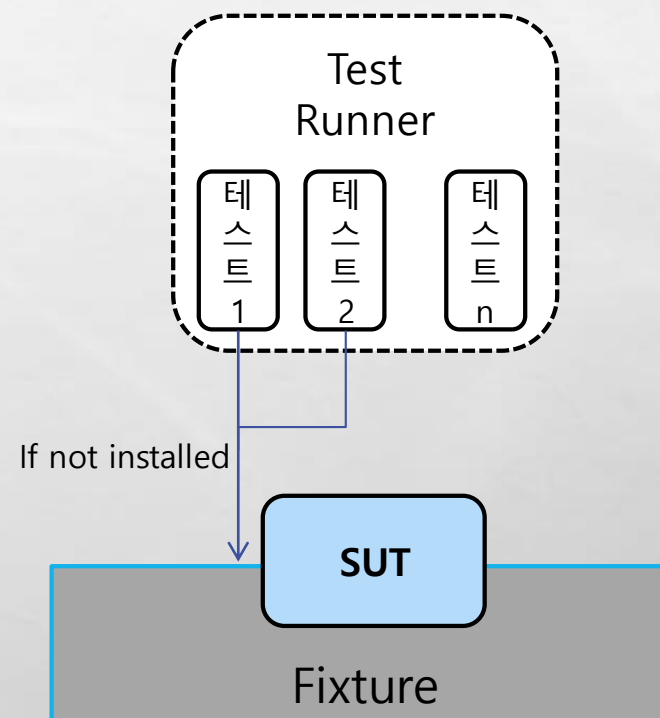 Test
Runner
테
스
트
1
테
스
트
2
테
스
트
n
If not installed
SUT
Fixture